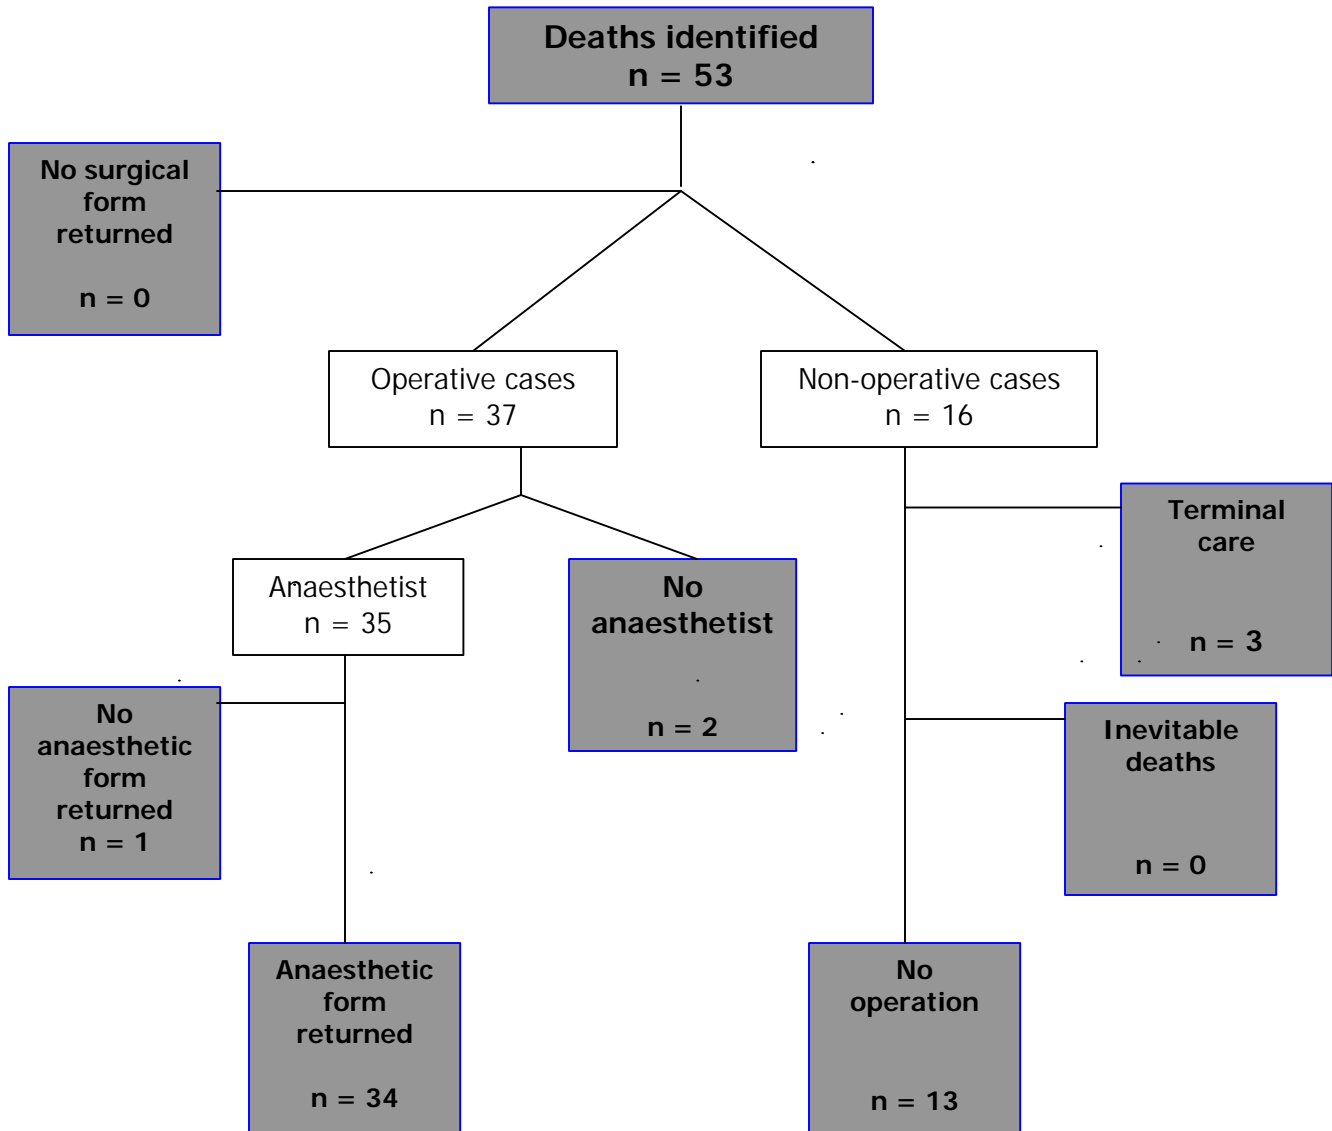 Deaths identified
n = 53
No surgical
form
returned
n = 0
Operative cases
n = 37
Non-operative cases
n = 16
Terminal
care
n = 3
Anaesthetist
n = 35
No
anaesthetist
n = 2
No
anaesthetic
form
returned
n = 1
Inevitable
deaths
n = 0
Anaesthetic
form
returned
n = 34
No
operation
n = 13